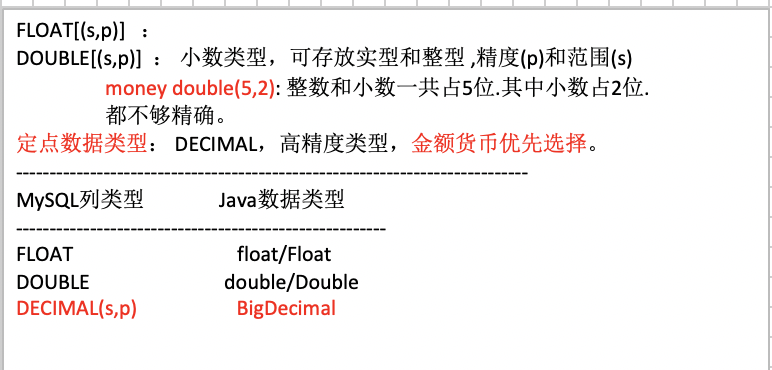 FLOAT[(s,p)] ：
DOUBLE[(s,p)] ： 小数类型，可存放实型和整型 ,精度(p)和范围(s)
money double(5,2): 整数和小数一共占5位.其中小数占2位.
都不够精确。
定点数据类型： DECIMAL，高精度类型，金额货币优先选择。
------------------------------------------------------------------------------
MySQL列类型 Java数据类型
--------------------------------------------------------
FLOAT float/Float
DOUBLE double/Double
DECIMAL(s,p) BigDecimal